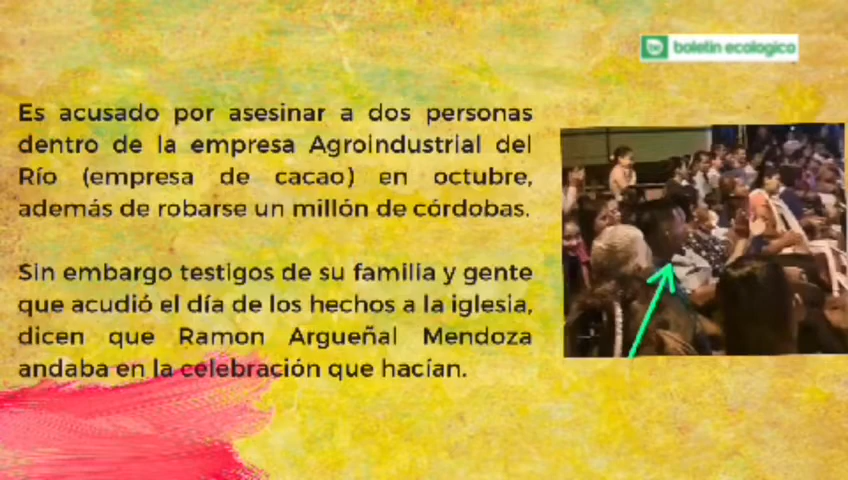 boletin ecologico
Es acusado por asesinar a dos personas
dentro de la empresa Agroindustrial del
Río (empresa de cacao) en octubre,
además de robarse un millón de córdobas.
Sin embargo testigos de su familia y gente
que acudió el día de los hechos a la iglesia,
dicen que Ramon Argueñal Mendoza
andaba en la celebración que hacían.